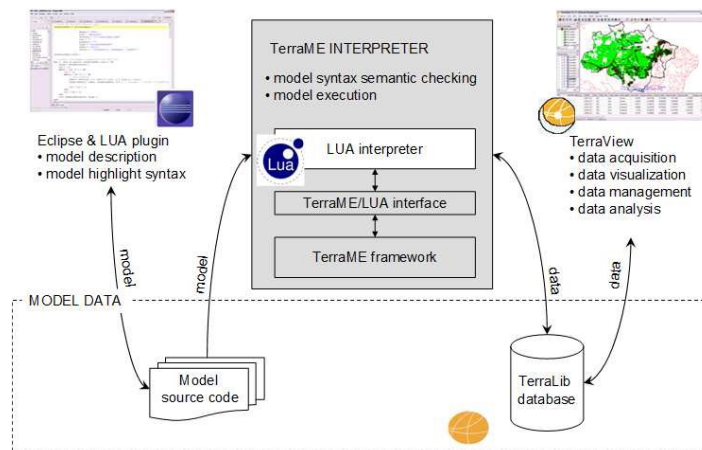 TerraME INTERPRETER
• model syntax semantic checking
• model execution
Lua
LUA interpreter
TerraME/LUA interface
TerraME framework
Eclipse & LUA plugin
• model description
• model highlight syntax
TerraView
• data acquisition
• data visualization
• data management
• data analysis
model
model
data
data
MODEL DATA
Model
source code
TerraLib
database